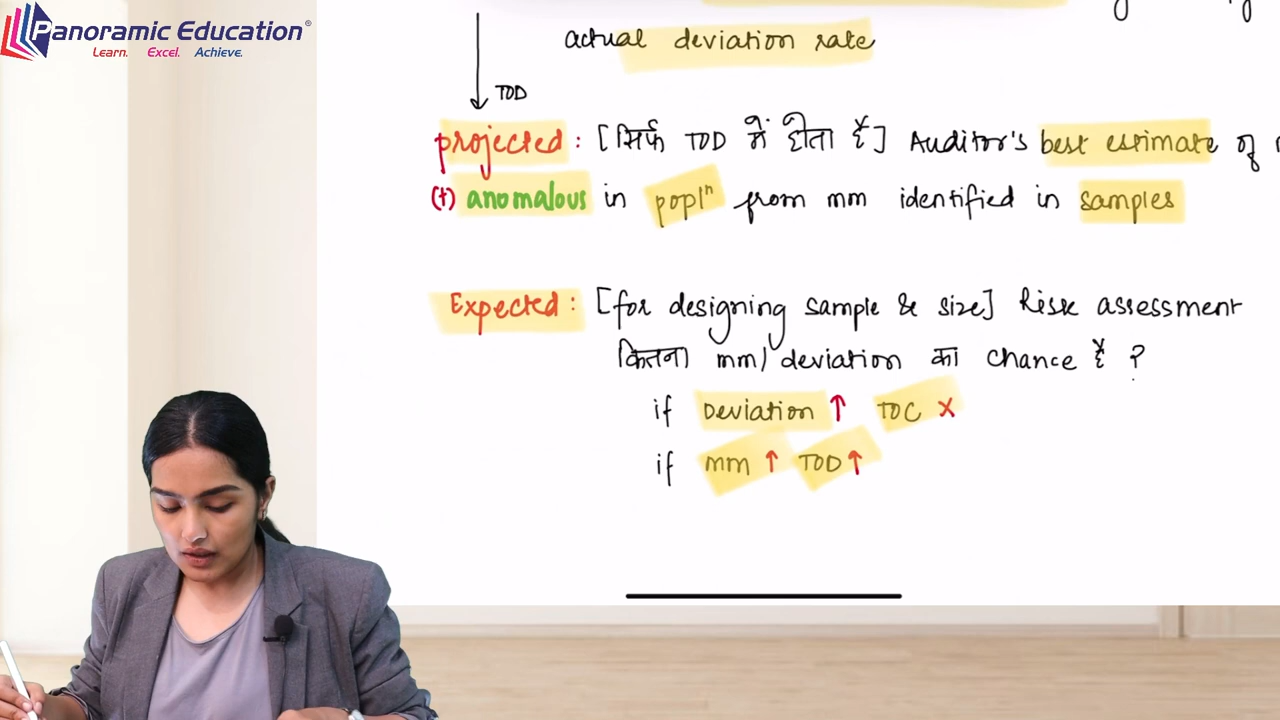 Panoramic Education®
Learn. Excel. Achieve.
actual deviation rate
TOD
projected : [सिर्फ TOD में होता है] Auditor's best estimate of
(+) anomalous in poplⁿ from mm identified in samples
Expected : [for designing sample & size] Risk assessment
कितना mm/deviation का chance है ?
if Deviation ↑ TOC x
if mm ↑ TOD ↑